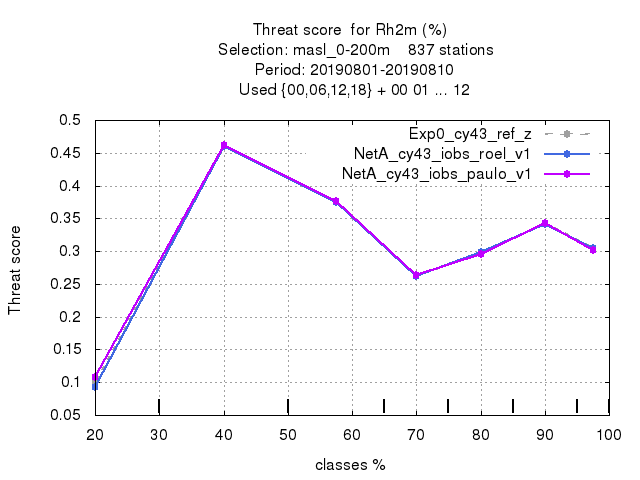 Threat score  for Rh2m (%)
Selection: masl_0-200m    837 stations
Period: 20190801-20190810
Used {00,06,12,18} + 00 01 ... 12
Exp0_cy43_ref_z
NetA_cy43_iobs_roel_v1
NetA_cy43_iobs_paulo_v1
0.5
0.45
0.4
0.35
0.3
0.25
0.2
0.15
0.1
0.05
Threat score
20 30 40 50 60 70 80 90 100
classes %